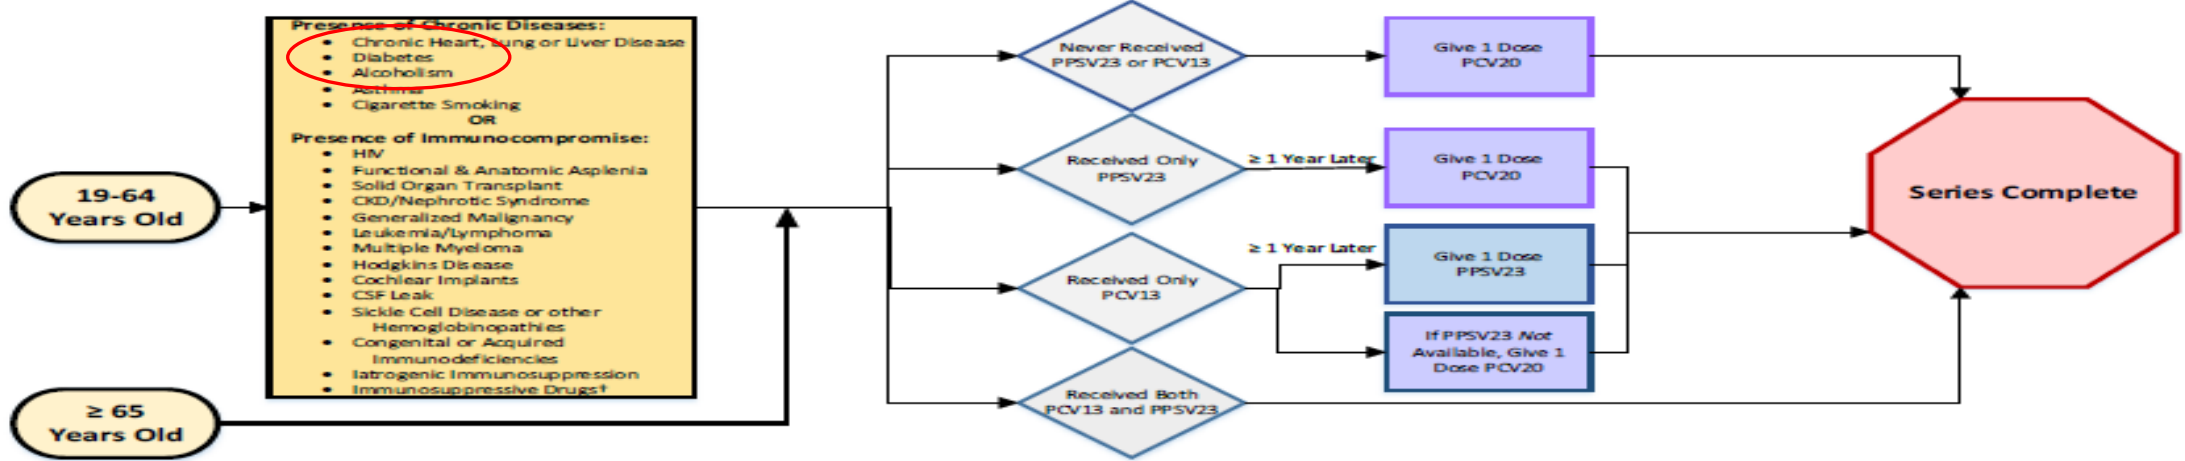 19-64
Years Old
≥ 65
Years Old
Presence of Chronic Diseases:
• Chronic Heart, Lung or Liver Disease
• Diabetes
• Alcoholism
• Asthma
• Cigarette Smoking
OR
Presence of Immunocompromise:
• HIV
• Functional & Anatomic Asplenia
• Solid Organ Transplant
• CKD/Nephrotic Syndrome
• Generalized Malignancy
• Leukemia/Lymphoma
• Multiple Myeloma
• Hodgkins Disease
• Cochlear Implants
• CSF Leak
• Sickle Cell Disease or other
Hemoglobinopathies
• Congenital or Acquired
Immunodeficiencies
• Iatrogenic Immunosuppression
• Immunosuppressive Drugs†
Never Received
PPSV23 or PCV13
Give 1 Dose
PCV20
Received Only
PPSV23
≥ 1 Year Later
Give 1 Dose
PCV20
Received Only
PCV13
≥ 1 Year Later
Give 1 Dose
PPSV23
If PPSV23 Not
Available, Give 1
Dose PCV20
Received Both
PCV13 and PPSV23
Series Complete